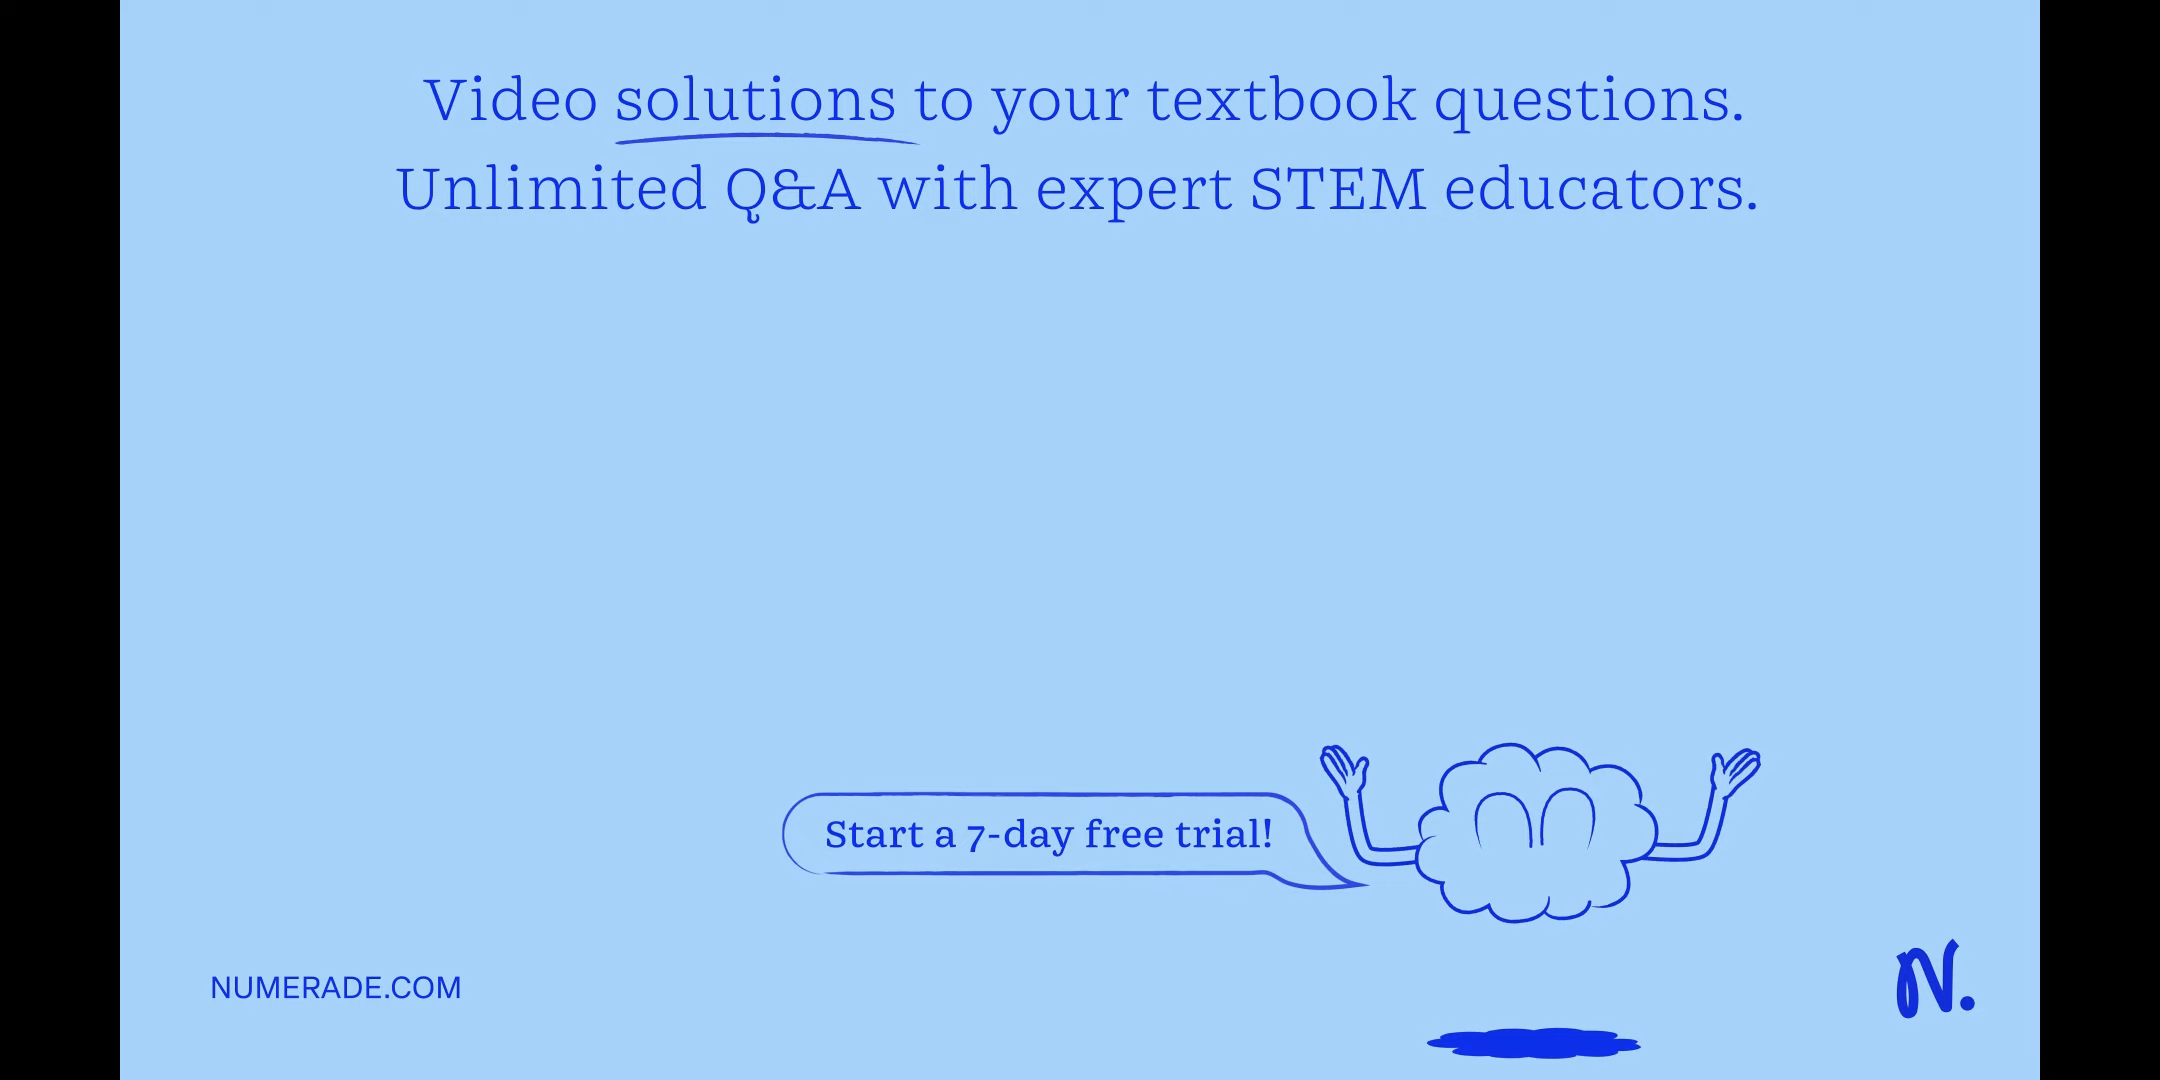 Video solutions to your textbook questions.
Unlimited Q&A with expert STEM educators.
Start a 7-day free trial!
NUMERADE.COM
N.